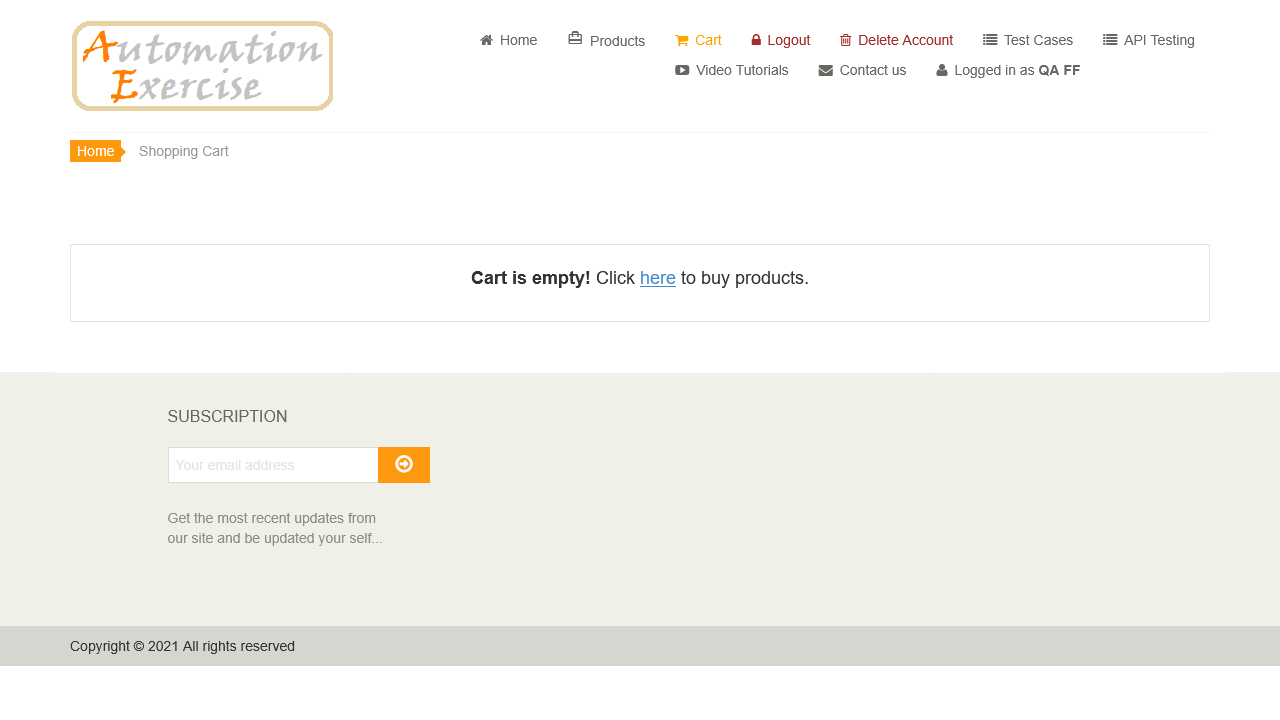 Automation
Exercise
Home Products Cart Logout Delete Account Test Cases API Testing
Video Tutorials Contact us Logged in as QA FF
Home Shopping Cart
Cart is empty! Click here to buy products.
SUBSCRIPTION
Your email address
Get the most recent updates from
our site and be updated your self...
Copyright © 2021 All rights reserved